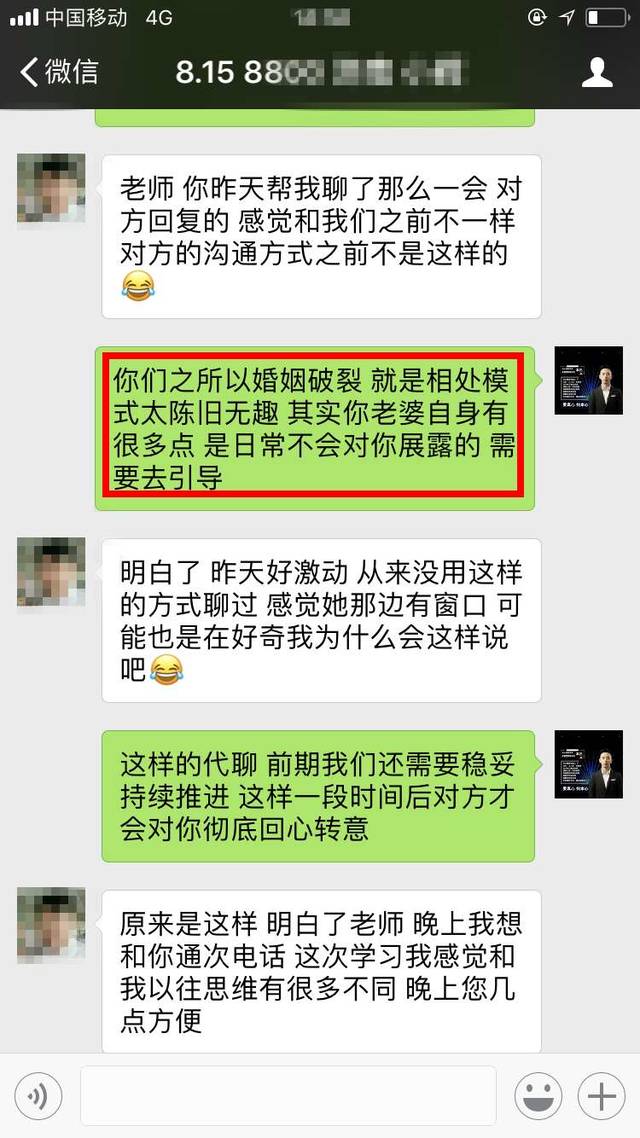 中国移动 4G
微信
8.15 880
老师 你昨天帮我聊了那么一会 对
方回复的 感觉和我们之前不一样
对方的沟通方式之前不是这样的
😂
你们之所以婚姻破裂 就是相处模
式太陈旧无趣 其实你老婆自身有
很多点 是日常不会对你展露的 需
要去引导
明白了 昨天好激动 从来没用这样
的方式聊过 感觉她那边有窗口 可
能也是在好奇我为什么会这样说
吧😂
这样的代聊 前期我们还需要稳妥
持续推进 这样一段时间后对方才
会对你彻底回心转意
原来是这样 明白了老师 晚上我想
和你通次电话 这次学习我感觉和
我以往思维有很多不同 晚上您几
点方便